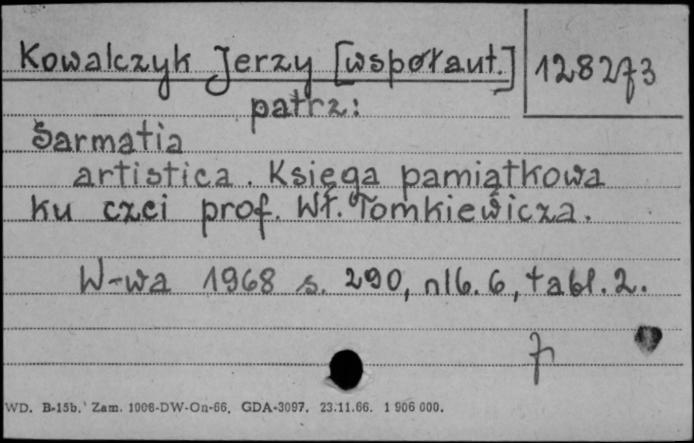 Kowalczyk Jerzy [współaut.] 128273
patrz:
Sarmatia
artistica. Księga pamiątkowa
ku czci prof. Wł. Tomkiewicza.
W-wa 1968 s. 290, nlb. 6, tabl. 2.
WD. B-15b. Zam. 1006-DW-On-66. GDA-3097. 23.11.66. 1 906 000.